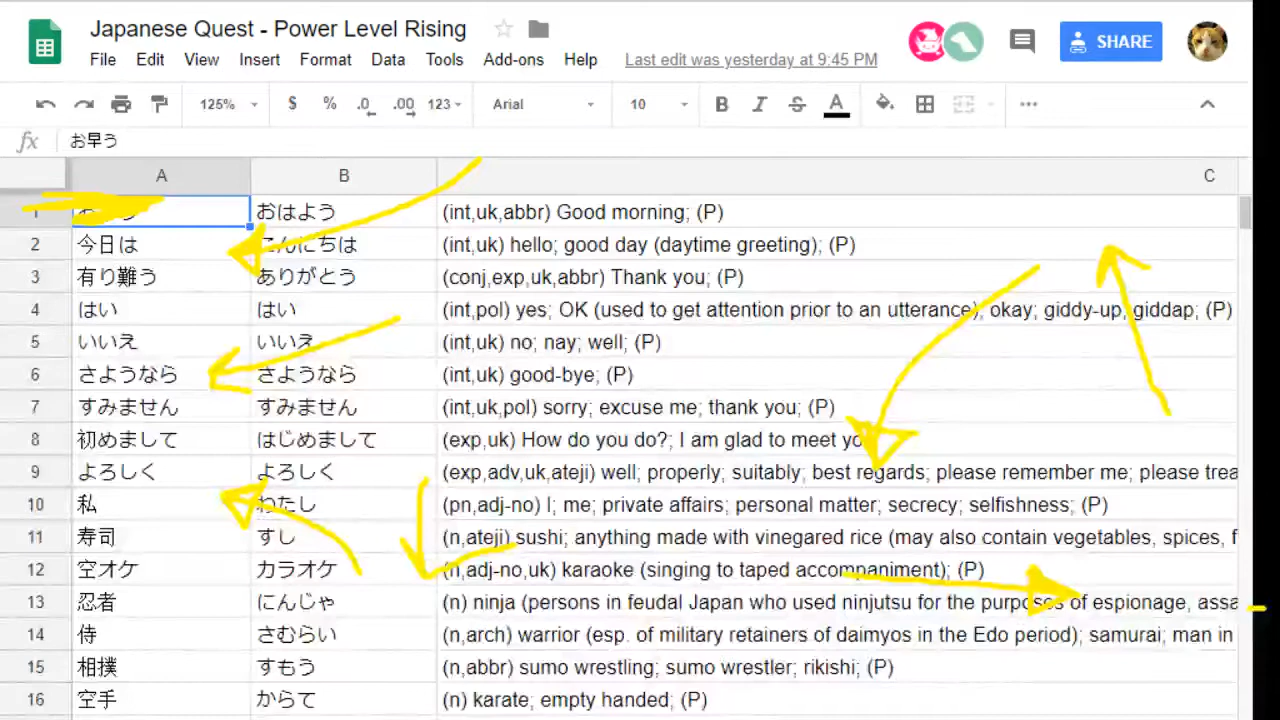 Japanese Quest - Power Level Rising
SHARE
File Edit View Insert Format Data Tools Add-ons Help Last edit was yesterday at 9:45 PM
125% $ % .0 .00 123 Arial 10 B I S A
fx お早う
A B C
1 おはよう (int,uk,abbr) Good morning; (P)
2 今日は こんにちは (int,uk) hello; good day (daytime greeting); (P)
3 有り難う ありがとう (conj,exp,uk,abbr) Thank you; (P)
4 はい はい (int,pol) yes; OK (used to get attention prior to an utterance); okay; giddy-up; giddap; (P)
5 いいえ いいえ (int,uk) no; nay; well; (P)
6 さようなら さようなら (int,uk) good-bye; (P)
7 すみません すみません (int,uk,pol) sorry; excuse me; thank you; (P)
8 初めまして はじめまして (exp,uk) How do you do?; I am glad to meet yo
9 よろしく よろしく (exp,adv,uk,ateji) well; properly; suitably; best regards; please remember me; please trea
10 私 わたし (pn,adj-no) I; me; private affairs; personal matter; secrecy; selfishness; (P)
11 寿司 すし (n,ateji) sushi; anything made with vinegared rice (may also contain vegetables, spices, f
12 空オケ カラオケ (n,adj-no,uk) karaoke (singing to taped accompaniment); (P)
13 忍者 にんじゃ (n) ninja (persons in feudal Japan who used ninjutsu for the purposes of espionage, assa
14 侍 さむらい (n,arch) warrior (esp. of military retainers of daimyos in the Edo period); samurai; man in
15 相撲 すもう (n,abbr) sumo wrestling; sumo wrestler; rikishi; (P)
16 空手 からて (n) karate; empty handed; (P)